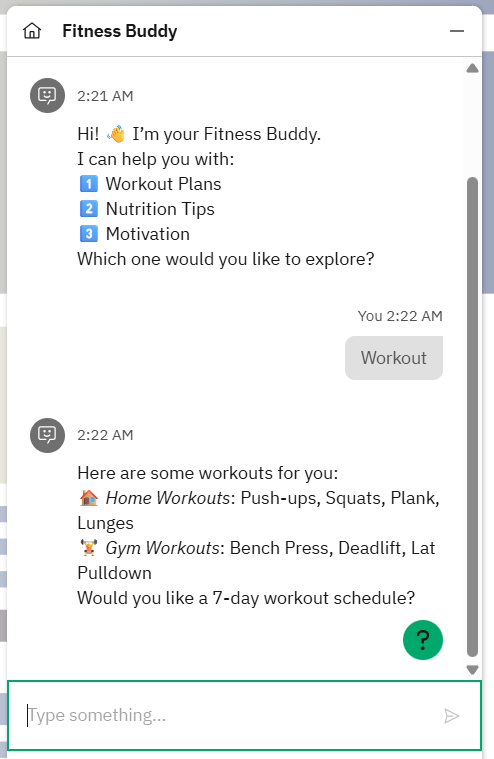 Fitness Buddy
2:21 AM
Hi! 👋 I'm your Fitness Buddy.
I can help you with:
1️⃣ Workout Plans
2️⃣ Nutrition Tips
3️⃣ Motivation
Which one would you like to explore?
You 2:22 AM
Workout
2:22 AM
Here are some workouts for you:
🏠 Home Workouts: Push-ups, Squats, Plank,
Lunges
🏋️ Gym Workouts: Bench Press, Deadlift, Lat
Pulldown
Would you like a 7-day workout schedule?
?
Type something...